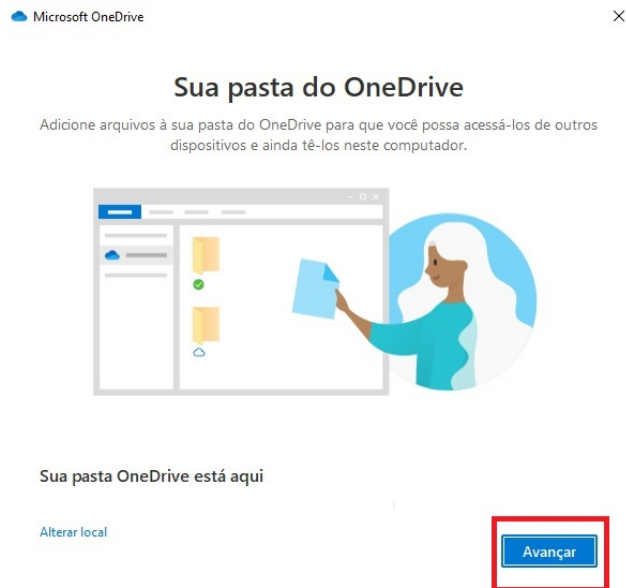 Microsoft OneDrive
Sua pasta do OneDrive
Adicione arquivos à sua pasta do OneDrive para que você possa acessá-los de outros
dispositivos e ainda tê-los neste computador.
Sua pasta OneDrive está aqui
Alterar local
Avançar